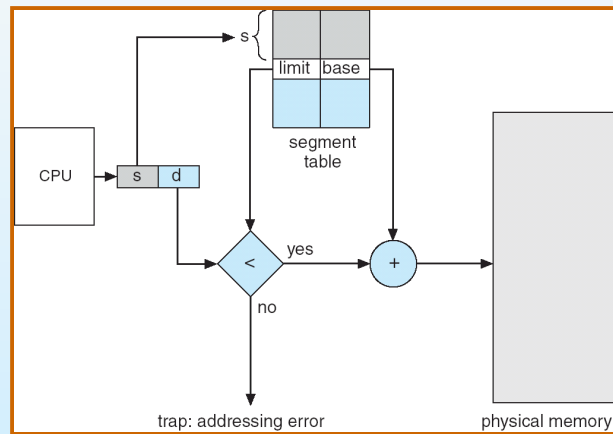 s
limit base
segment
table
CPU
s d
<
yes
+
no
trap: addressing error
physical memory